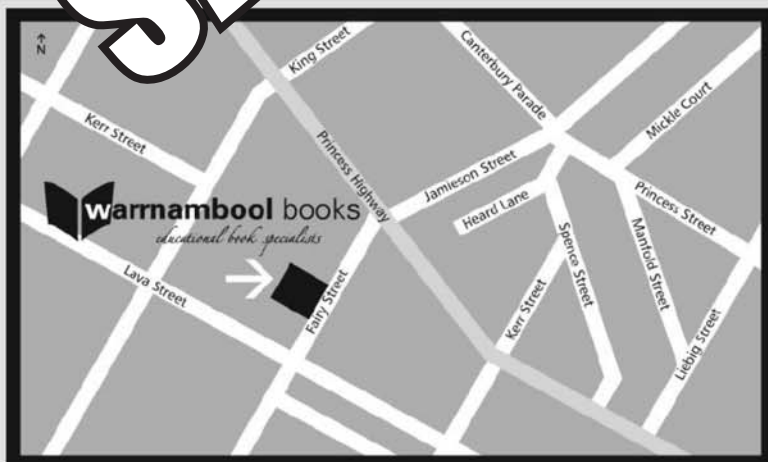 N
King Street
Canterbury Parade
Mickle Court
Kerr Street
Princess Highway
Jamieson Street
warrnambool books
educational book specialists
Heard Lane
Princess Street
Spence Street
Manfold Street
Lava Street
Fairy Street
Kerr Street
Liebig Street